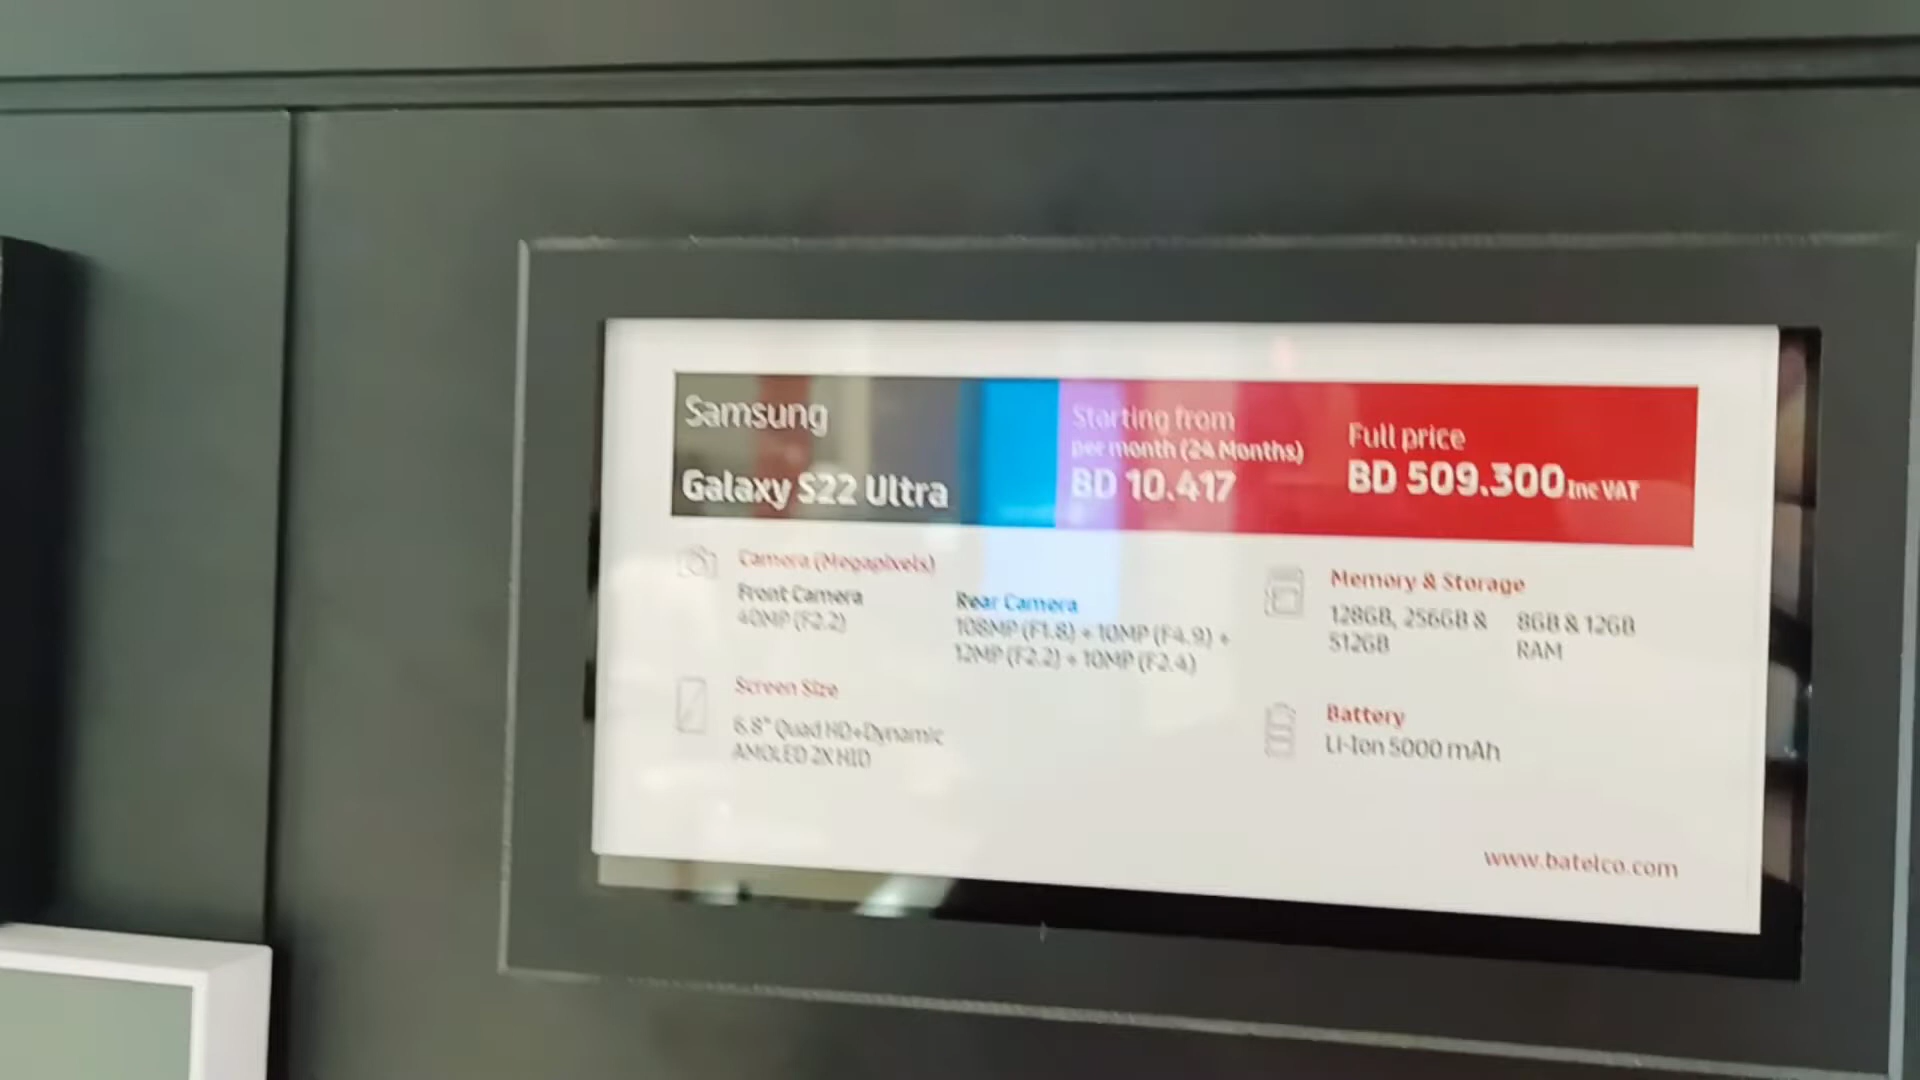 Samsung
Galaxy S22 Ultra
Starting from
per month (24 Months)
BD 10.417
Full price
BD 509.300 Inc VAT
Camera (Megapixels)
Front Camera
40MP (F2.2)
Rear Camera
108MP (F1.8) + 10MP (F4.9) +
12MP (F2.2) + 10MP (F2.4)
Memory & Storage
128GB, 256GB &
512GB
8GB & 12GB
RAM
Screen Size
6.8" Quad HD+Dynamic
AMOLED 2X
Battery
Li-Ion 5000 mAh
www.batelco.com